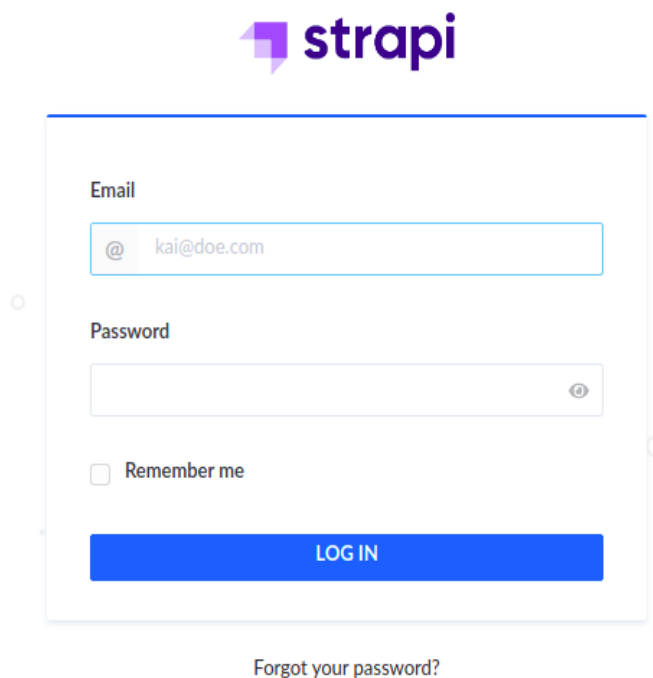 strapi
Email
@ kai@doe.com
Password
Remember me
LOG IN
Forgot your password?